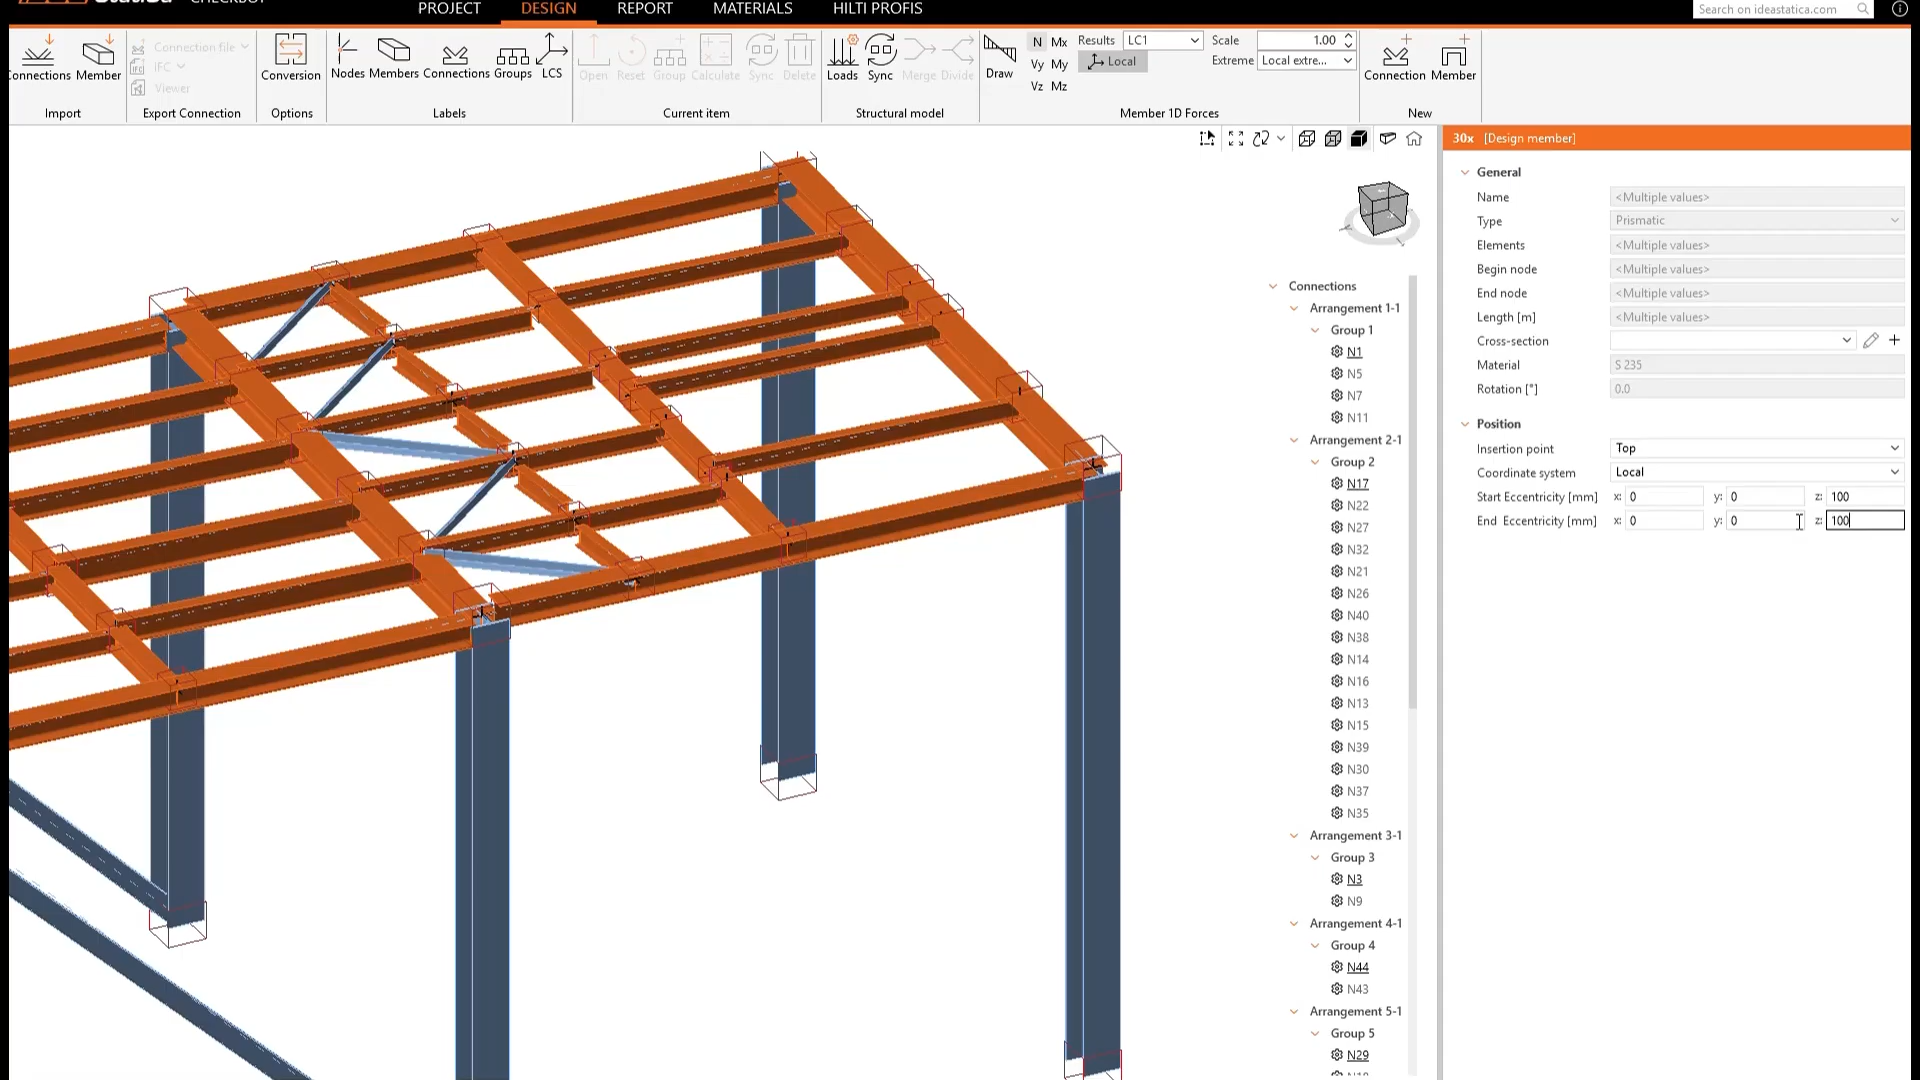 PROJECT DESIGN REPORT MATERIALS HILTI PROFIS
Search on ideastatica.com
Connections Member
Import
Connection file
IFC
Viewer
Export Connection
Conversion
Options
Nodes Members Connections Groups LCS
Labels
Open Reset Group Calculate Sync Delete
Current item
Loads Sync Merge Divide
Structural model
Draw
N Mx
Vy My
Vz Mz
Results LC1
Local
Scale 1.00
Extreme Local extre...
Member 1D Forces
Connection Member
New
30x [Design member]
General
Name <Multiple values>
Type Prismatic
Elements <Multiple values>
Begin node <Multiple values>
End node <Multiple values>
Length [m] <Multiple values>
Cross-section
Material S 235
Rotation [°] 0.0
Position
Insertion point Top
Coordinate system Local
Start Eccentricity [mm] x: 0 y: 0 z: 100
End Eccentricity [mm] x: 0 y: 0 z: 100
Connections
Arrangement 1-1
Group 1
N1
N5
N7
N11
Arrangement 2-1
Group 2
N17
N22
N27
N32
N21
N26
N40
N38
N14
N16
N13
N15
N39
N30
N37
N35
Arrangement 3-1
Group 3
N3
N9
Arrangement 4-1
Group 4
N44
N43
Arrangement 5-1
Group 5
N29